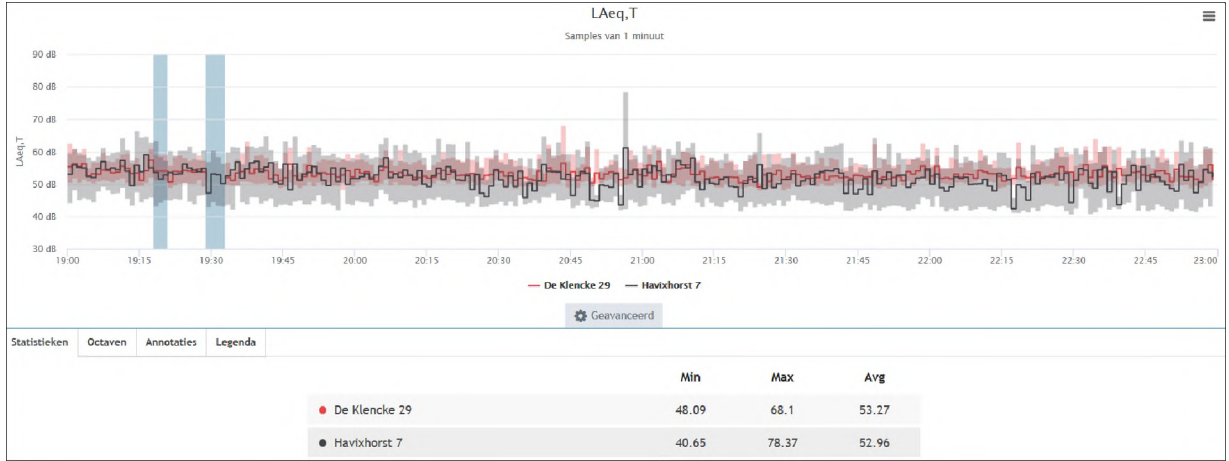 LAeq,T
Samples van 1 minuut
90 dB
80 dB
70 dB
60 dB
50 dB
40 dB
30 dB
LAeq,T
19:00 19:15 19:30 19:45 20:00 20:15 20:30 20:45 21:00 21:15 21:30 21:45 22:00 22:15 22:30 22:45 23:00
De Klencke 29 Havixhorst 7
Geavanceerd
Statistieken Octaven Annotaties Legenda
Min Max Avg
De Klencke 29 48.09 68.1 53.27
Havixhorst 7 40.65 78.37 52.96